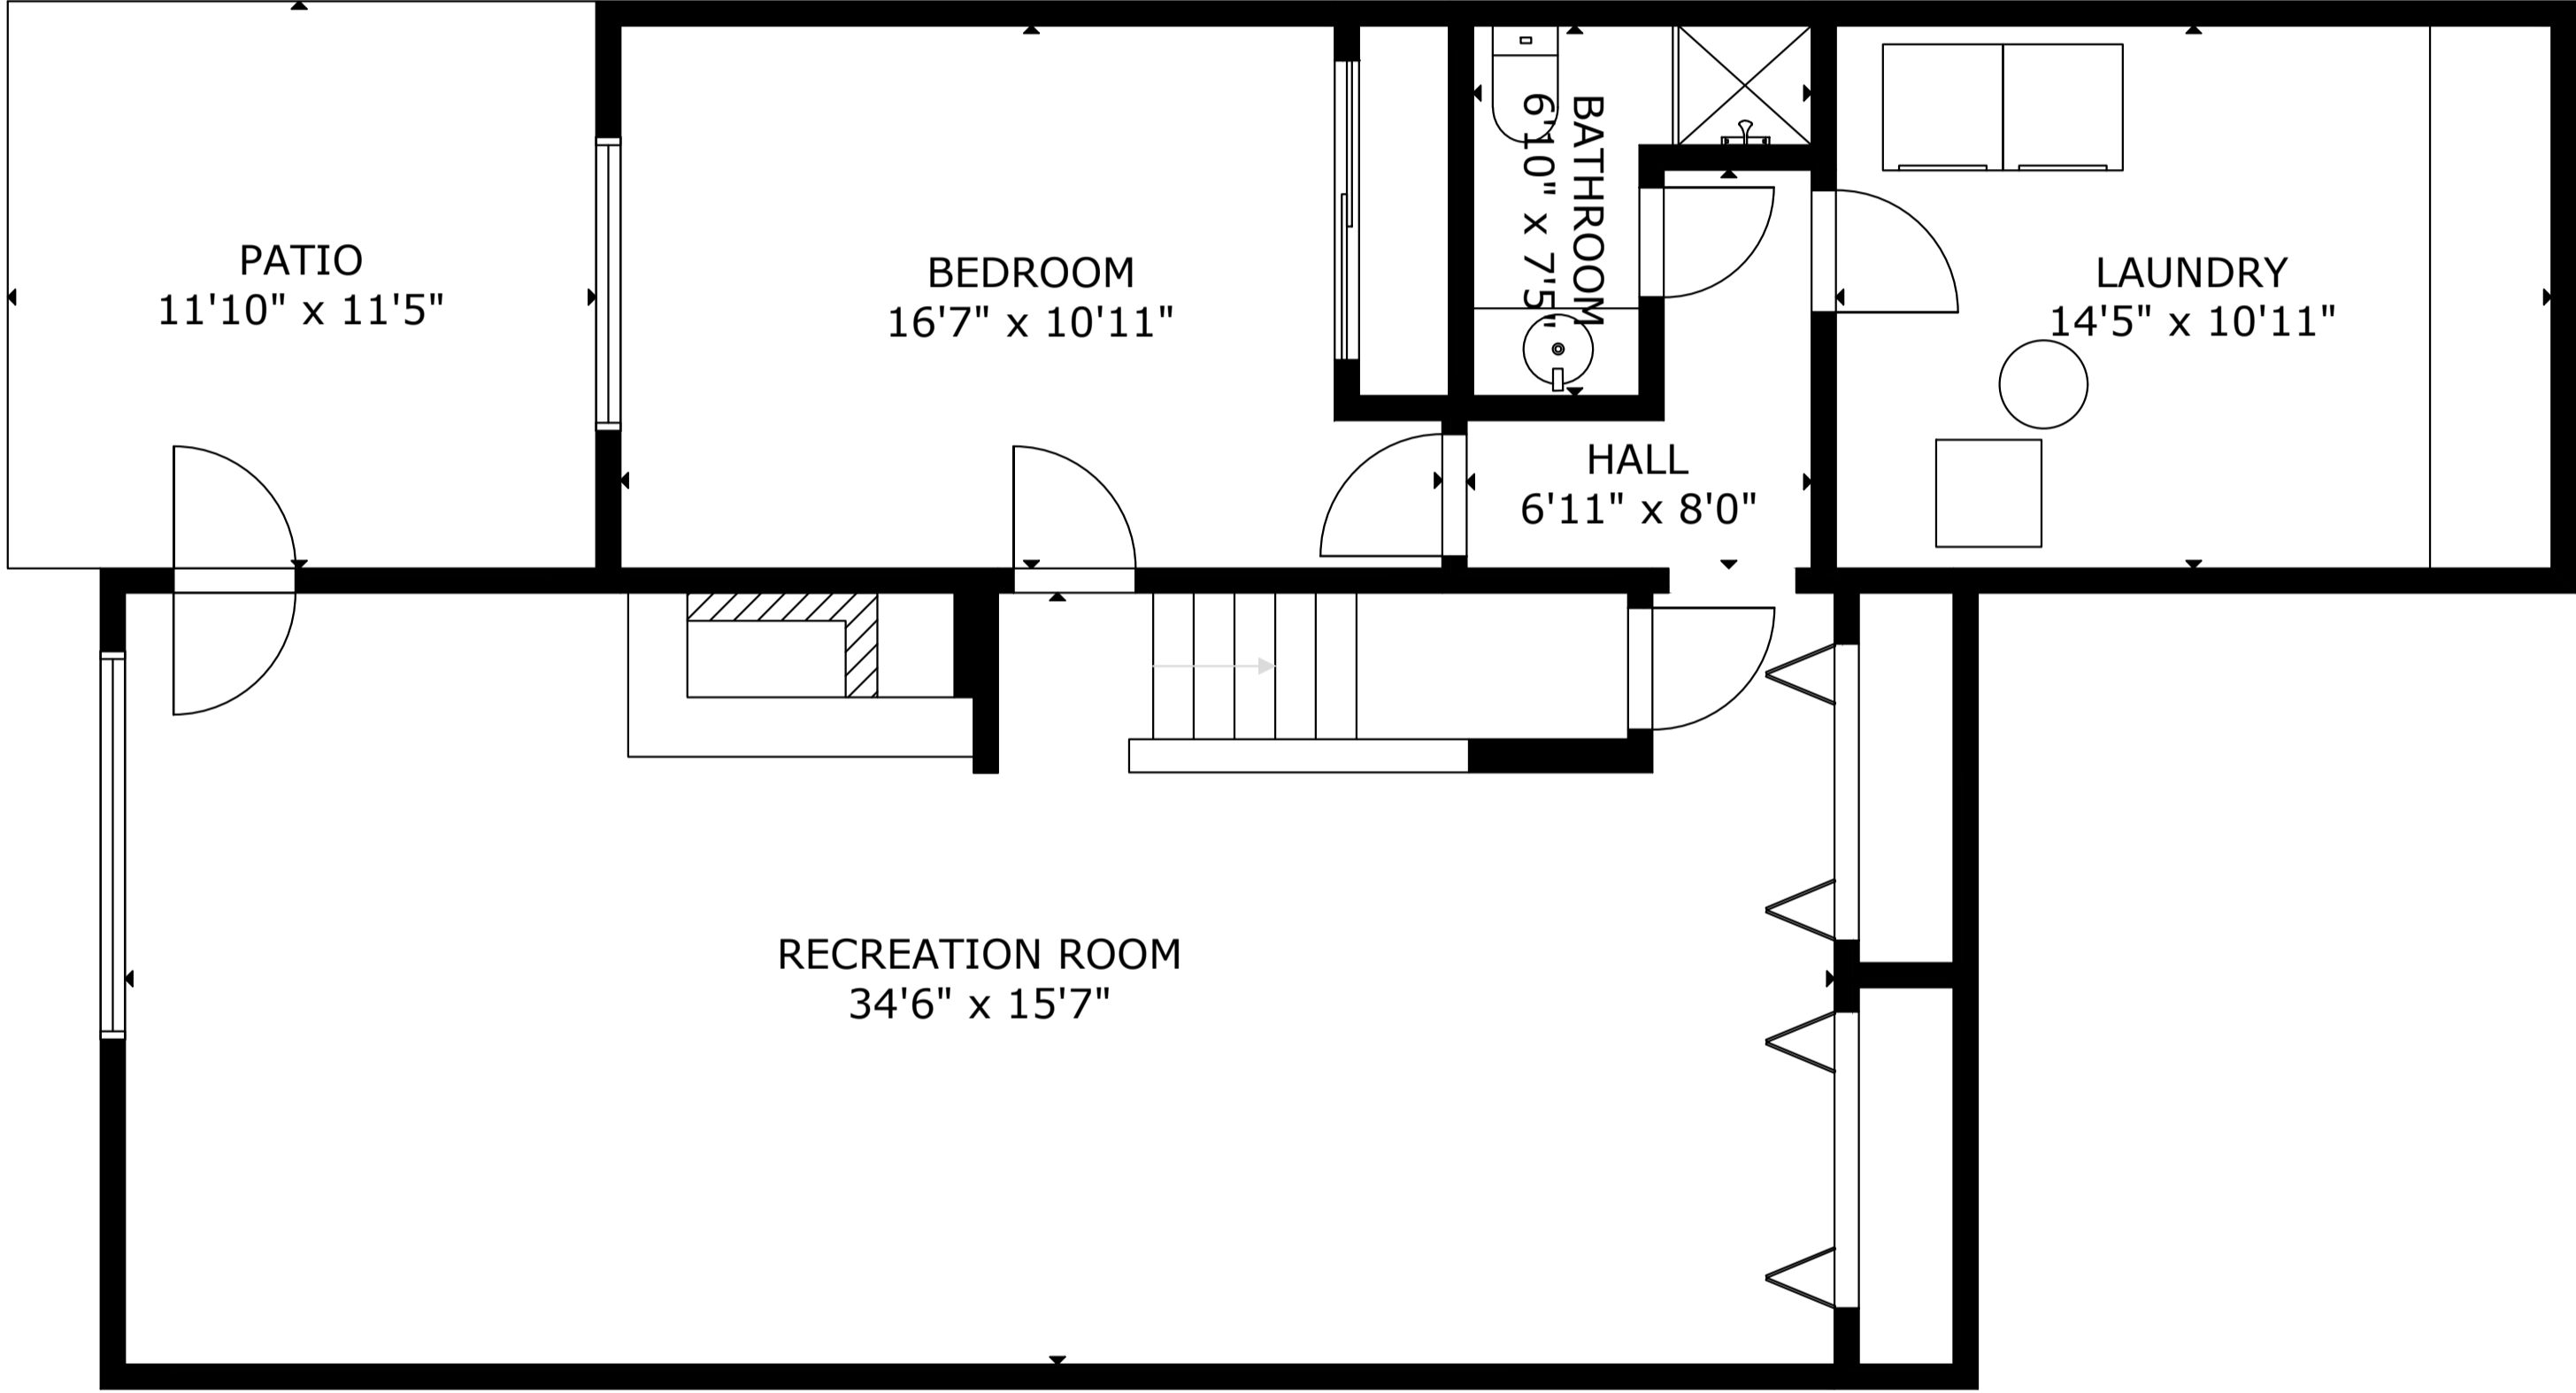 PATIO
11'10" x 11'5"
BEDROOM
16'7" x 10'11"
BATHROOM
6'10" x 7'5"
LAUNDRY
14'5" x 10'11"
HALL
6'11" x 8'0"
RECREATION ROOM
34'6" x 15'7"